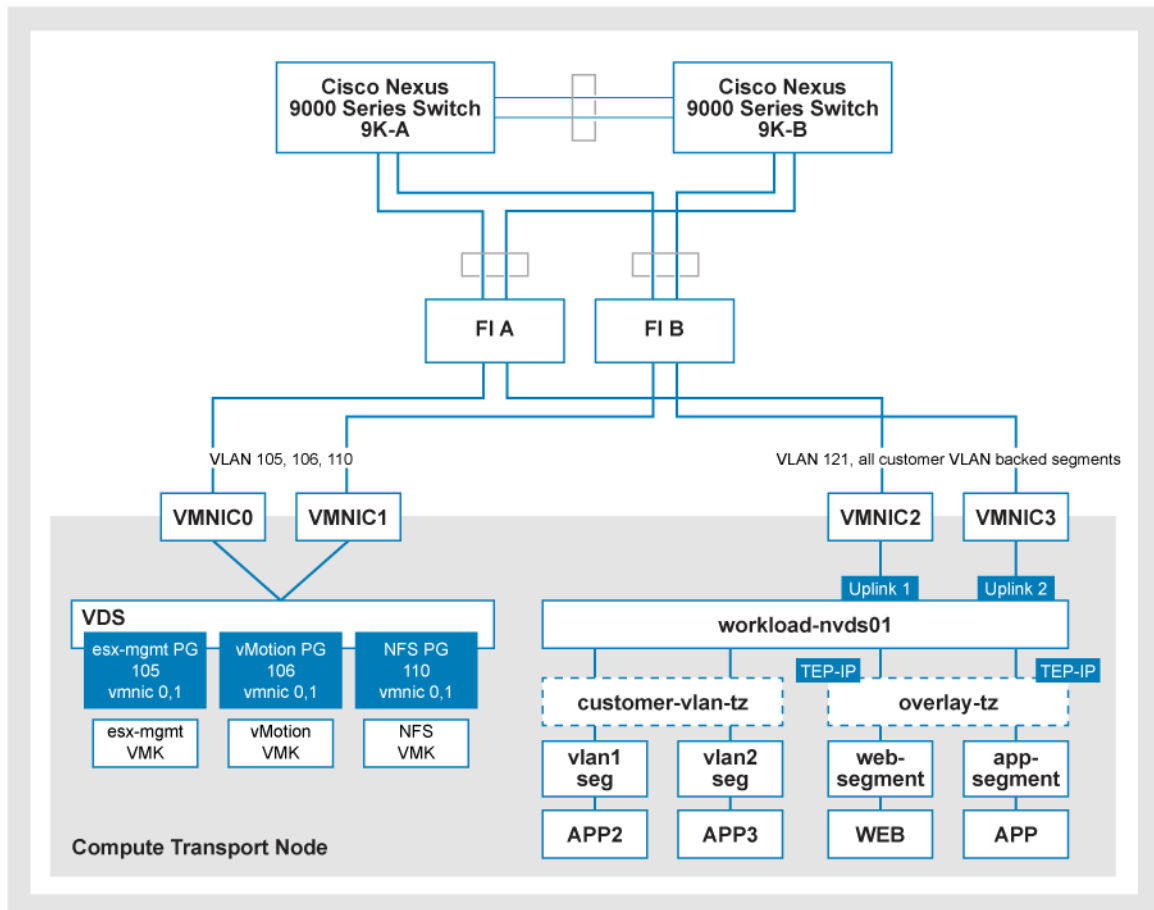 Cisco Nexus
9000 Series Switch
9K-A
Cisco Nexus
9000 Series Switch
9K-B
FI A
FI B
VLAN 105, 106, 110
VLAN 121, all customer VLAN backed segments
VMNIC0
VMNIC1
VMNIC2
VMNIC3
Uplink 1
Uplink 2
VDS
esx-mgmt PG
105
vmnic 0,1
vMotion PG
106
vmnic 0,1
NFS PG
110
vmnic 0,1
esx-mgmt
VMK
vMotion
VMK
NFS
VMK
workload-nvds01
TEP-IP
TEP-IP
customer-vlan-tz
overlay-tz
vlan1
seg
vlan2
seg
web-
segment
app-
segment
APP2
APP3
WEB
APP
Compute Transport Node